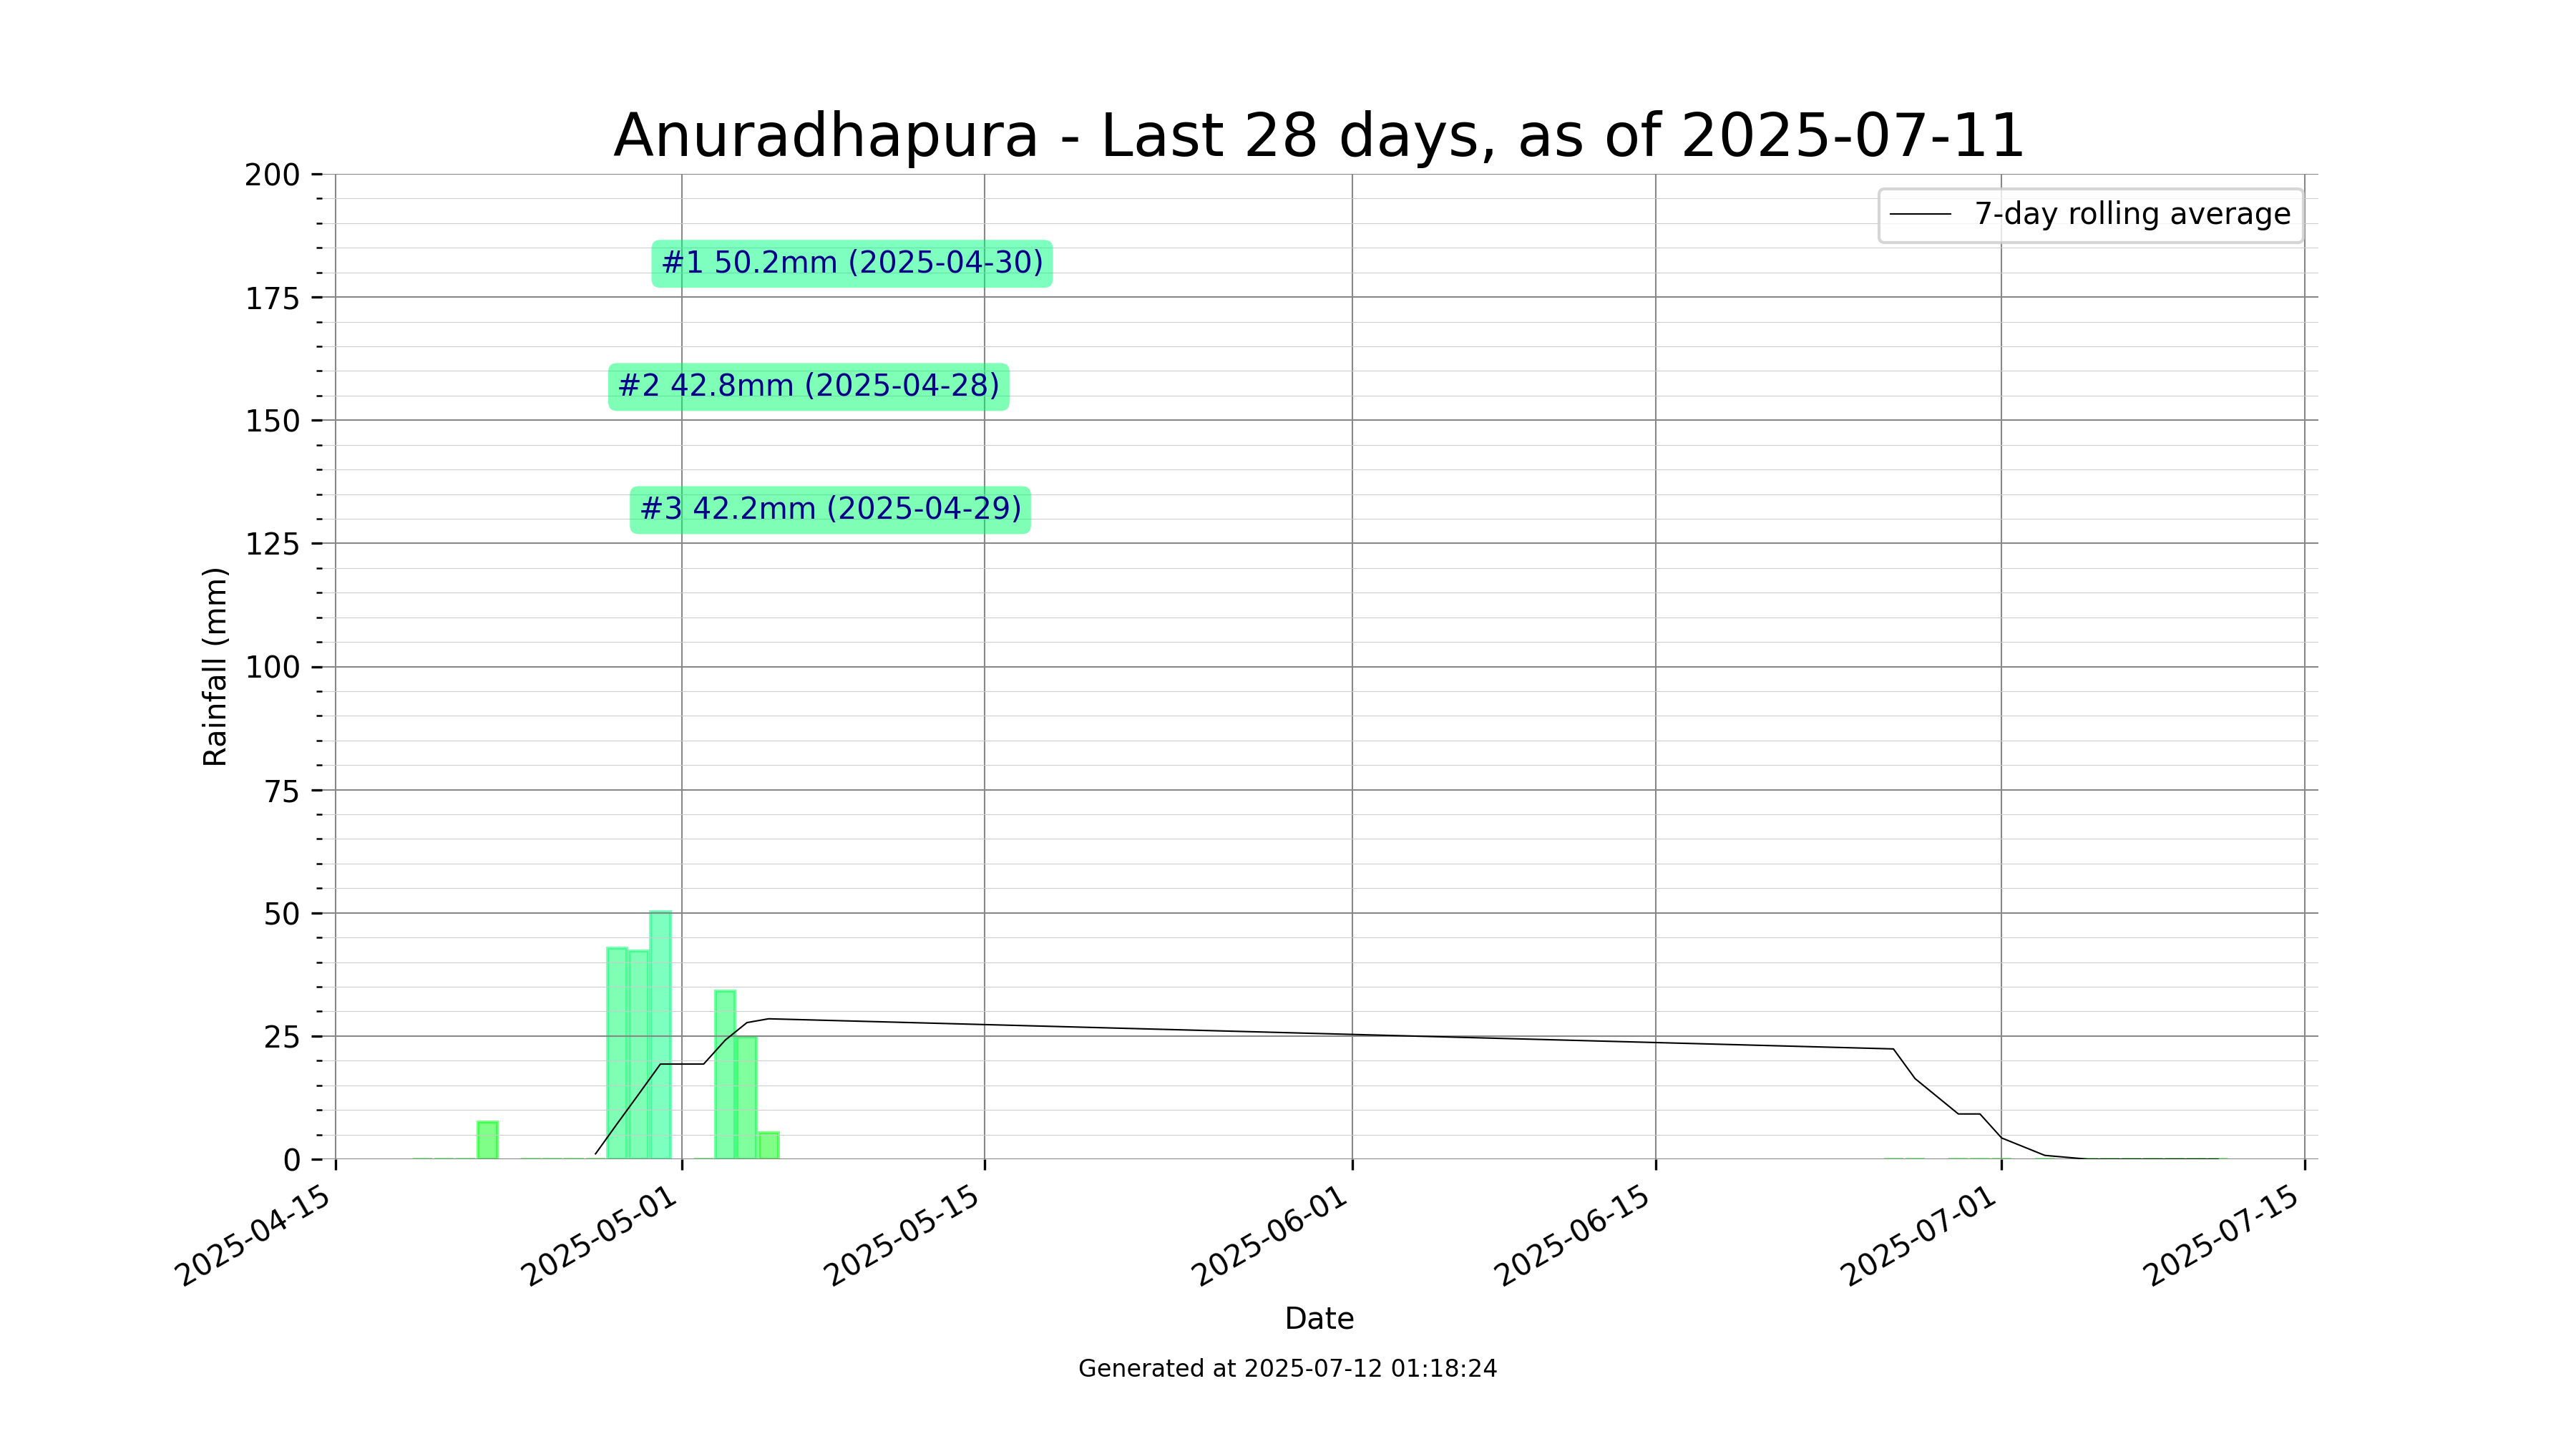 Anuradhapura - Last 28 days, as of 2025-07-11
200
175
150
125
100
75
50
25
0
Rainfall (mm)
7-day rolling average
#1 50.2mm (2025-04-30)
#2 42.8mm (2025-04-28)
#3 42.2mm (2025-04-29)
2025-04-15
2025-05-01
2025-05-15
2025-06-01
2025-06-15
2025-07-01
2025-07-15
Date
Generated at 2025-07-12 01:18:24